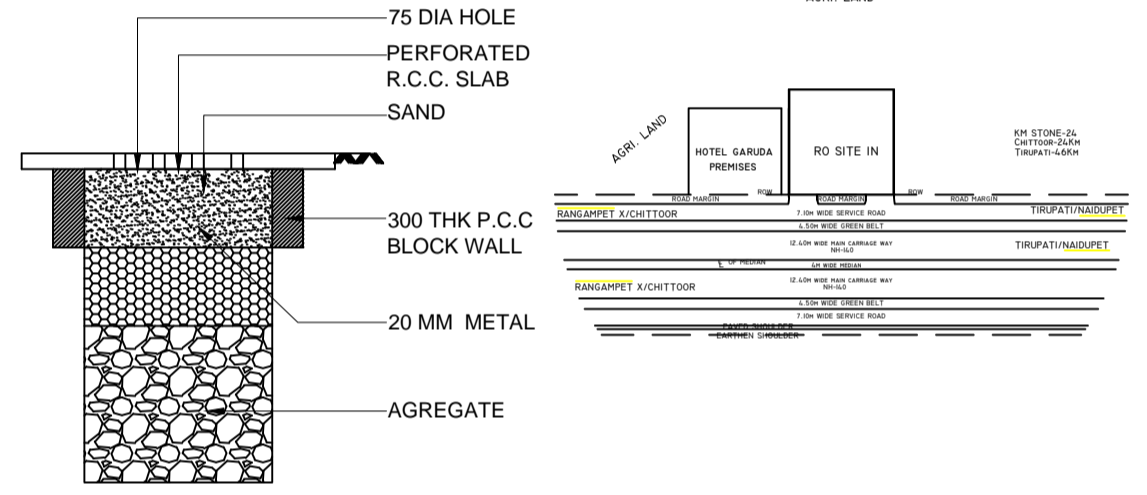 75 DIA HOLE
PERFORATED
R.C.C. SLAB
SAND
300 THK P.C.C
BLOCK WALL
20 MM METAL
AGREGATE
AGRI. LAND
HOTEL GARUDA
PREMISES
RO SITE IN
KM STONE-24
CHITTOOR-24KM
TIRUPATI-46KM
ROW
ROW
ROAD MARGIN
ROAD MARGIN
ROAD MARGIN
RANGAMPET X/CHITTOOR
7.10M WIDE SERVICE ROAD
TIRUPATI/NAIDUPET
4.50M WIDE GREEN BELT
12.40M WIDE MAIN CARRIAGE WAY
NH-140
TIRUPATI/NAIDUPET
OF MEDIAN
4M WIDE MEDIAN
12.40M WIDE MAIN CARRIAGE WAY
NH-140
RANGAMPET X/CHITTOOR
4.50M WIDE GREEN BELT
7.10M WIDE SERVICE ROAD
PAVED SHOULDER
EARTHEN SHOULDER